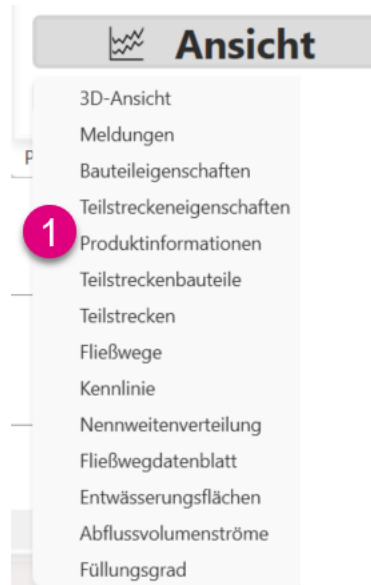 Ansicht
3D-Ansicht
Meldungen
P
Bauteileigenschaften
Teilstreckeneigenschaften
1
Produktinformationen
Teilstreckenbauteile
Teilstrecken
Fließwege
Kennlinie
Nennweitenverteilung
Fließwegdatenblatt
Entwässerungsflächen
Abflussvolumenströme
Füllungsgrad